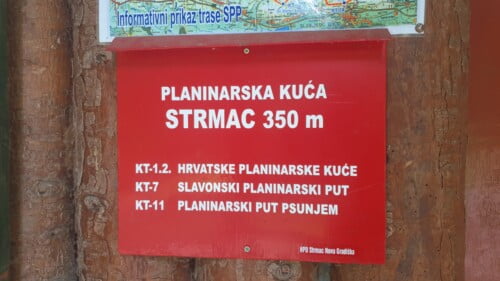 Informativni prikaz trase SPP
PLANINARSKA KUĆA
STRMAC 350 m
KT-1.2. HRVATSKE PLANINARSKE KUĆE
KT-7 SLAVONSKI PLANINARSKI PUT
KT-11 PLANINARSKI PUT PSUNJEM
HPD Strmac Nova Gradiška